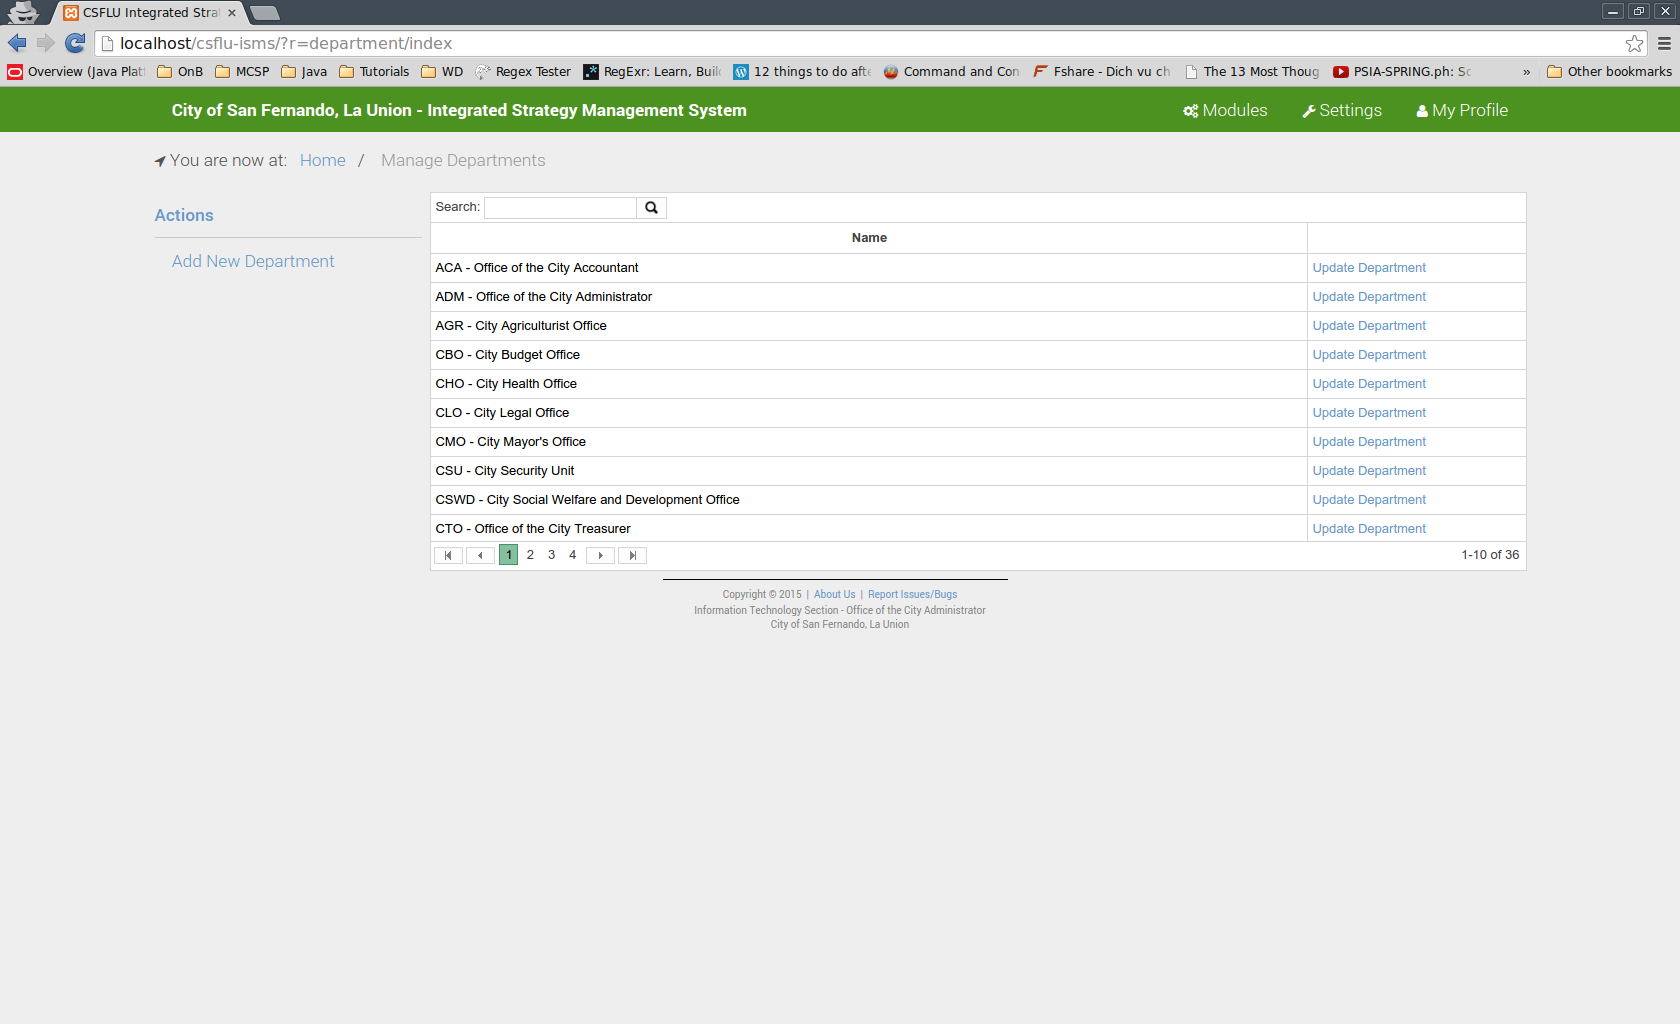 CSFLU Integrated Stra
localhost/csflu-isms/?r=department/index
Overview (Java Plat OnB MCSP Java Tutorials WD Regex Tester RegExr: Learn, Buil 12 things to do afte Command and Con Fshare - Dich vu ch The 13 Most Thoug PSIA-SPRING.ph: Sc » Other bookmarks
City of San Fernando, La Union - Integrated Strategy Management System Modules Settings My Profile
You are now at: Home / Manage Departments
Actions
Add New Department
Search:
Name
ACA - Office of the City Accountant Update Department
ADM - Office of the City Administrator Update Department
AGR - City Agriculturist Office Update Department
CBO - City Budget Office Update Department
CHO - City Health Office Update Department
CLO - City Legal Office Update Department
CMO - City Mayor's Office Update Department
CSU - City Security Unit Update Department
CSWD - City Social Welfare and Development Office Update Department
CTO - Office of the City Treasurer Update Department
1 2 3 4 1-10 of 36
Copyright © 2015 | About Us | Report Issues/Bugs
Information Technology Section - Office of the City Administrator
City of San Fernando, La Union